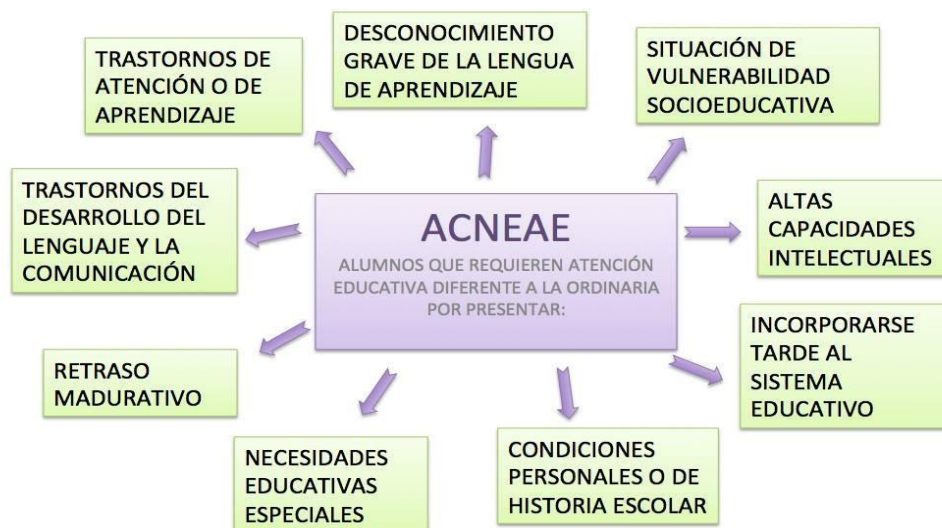 TRASTORNOS DE
ATENCIÓN O DE
APRENDIZAJE
DESCONOCIMIENTO
GRAVE DE LA LENGUA
DE APRENDIZAJE
SITUACIÓN DE
VULNERABILIDAD
SOCIOEDUCATIVA
TRASTORNOS DEL
DESARROLLO DEL
LENGUAJE Y LA
COMUNICACIÓN
ACNEAE
ALUMNOS QUE REQUIEREN ATENCIÓN
EDUCATIVA DIFERENTE A LA ORDINARIA
POR PRESENTAR:
ALTAS
CAPACIDADES
INTELECTUALES
RETRASO
MADURATIVO
INCORPORARSE
TARDE AL
SISTEMA
EDUCATIVO
NECESIDADES
EDUCATIVAS
ESPECIALES
CONDICIONES
PERSONALES O DE
HISTORIA ESCOLAR